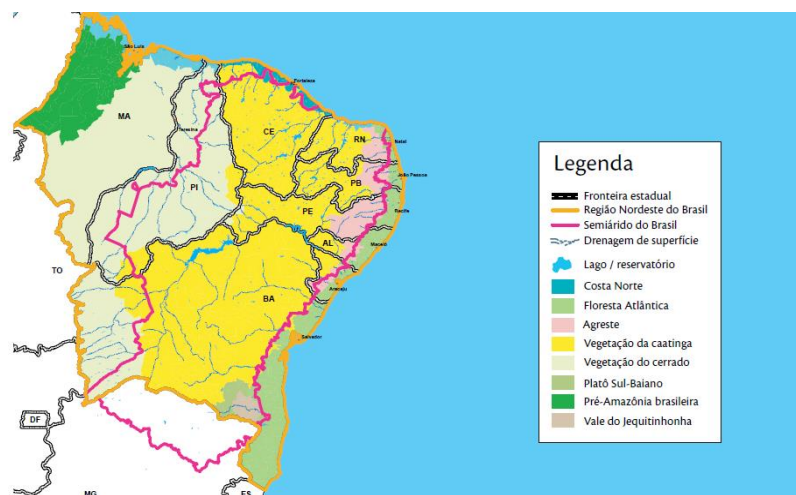 São Luís
Fortaleza
MA
Teresina
CE
RN
Natal
João Pessoa
PB
PI
PE
Recife
AL
Maceió
TO
BA
Aracaju
Salvador
DF
MG
ES
Legenda
Fronteira estadual
Região Nordeste do Brasil
Semiárido do Brasil
Drenagem de superfície
Lago / reservatório
Costa Norte
Floresta Atlântica
Agreste
Vegetação da caatinga
Vegetação do cerrado
Platô Sul-Baiano
Pré-Amazônia brasileira
Vale do Jequitinhonha